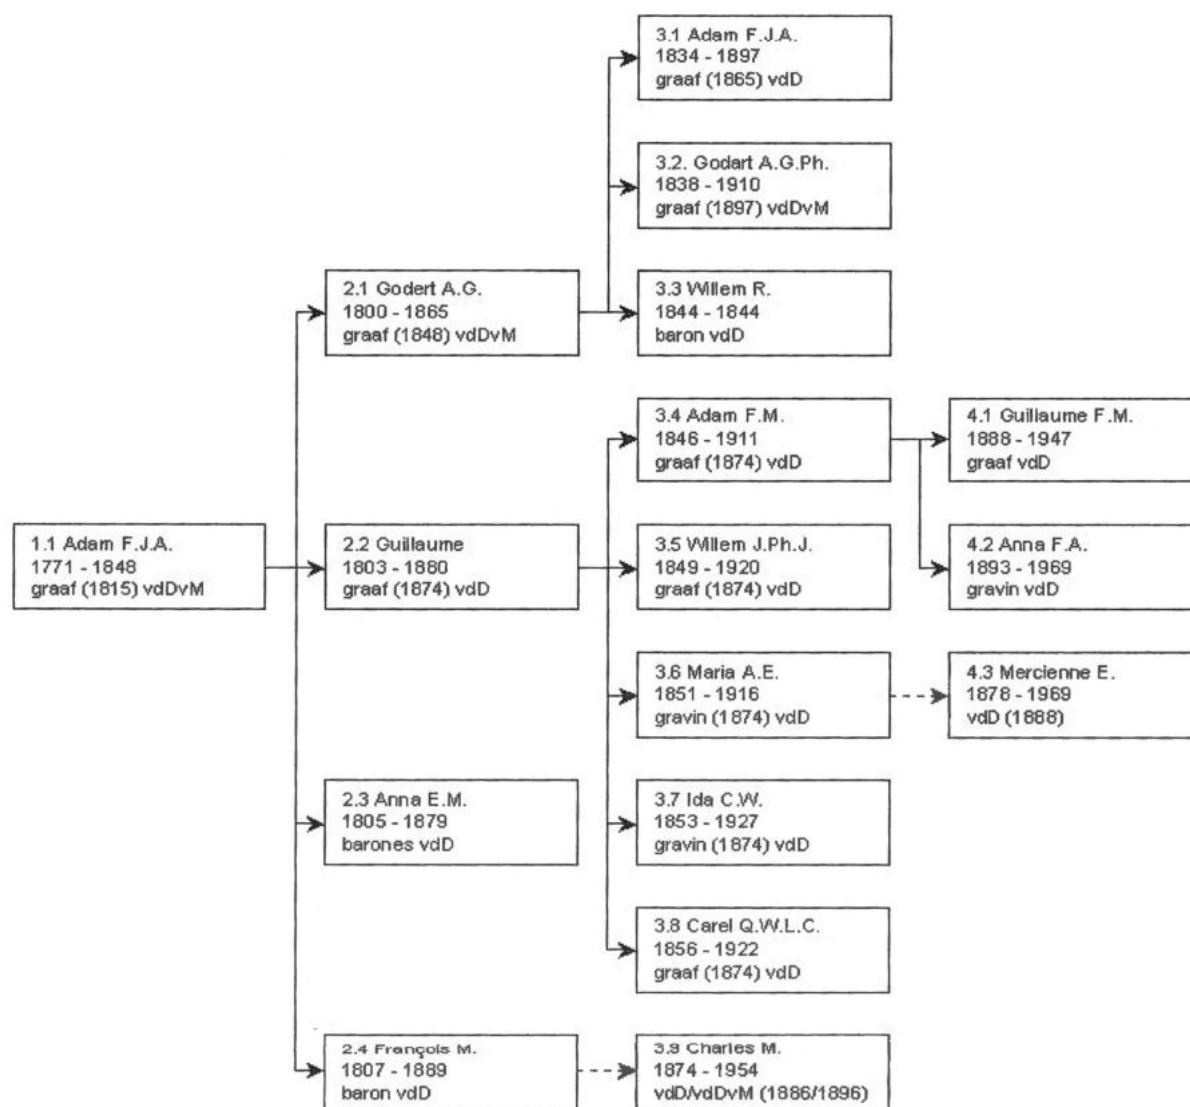 3.1 Adam F.J.A.
1834 - 1897
graaf (1865) vdD
3.2. Godart A.G.Ph.
1838 - 1910
graaf (1897) vdDvM
2.1 Godert A.G.
1800 - 1865
graaf (1848) vdDvM
3.3 Willem R.
1844 - 1844
baron vdD
3.4 Adam F.M.
1846 - 1911
graaf (1874) vdD
4.1 Guillaume F.M.
1888 - 1947
graaf vdD
1.1 Adam F.J.A.
1771 - 1848
graaf (1815) vdDvM
2.2 Guillaume
1803 - 1880
graaf (1874) vdD
3.5 Willem J.Ph.J.
1849 - 1920
graaf (1874) vdD
4.2 Anna F.A.
1893 - 1969
gravin vdD
3.6 Maria A.E.
1851 - 1916
gravin (1874) vdD
4.3 Mercienne E.
1878 - 1969
vdD (1888)
2.3 Anna E.M.
1805 - 1879
barones vdD
3.7 Ida C.W.
1853 - 1927
gravin (1874) vdD
3.8 Carel Q.W.L.C.
1856 - 1922
graaf (1874) vdD
2.4 François M.
1807 - 1889
baron vdD
3.9 Charles M.
1874 - 1954
vdD/vdDvM (1886/1896)